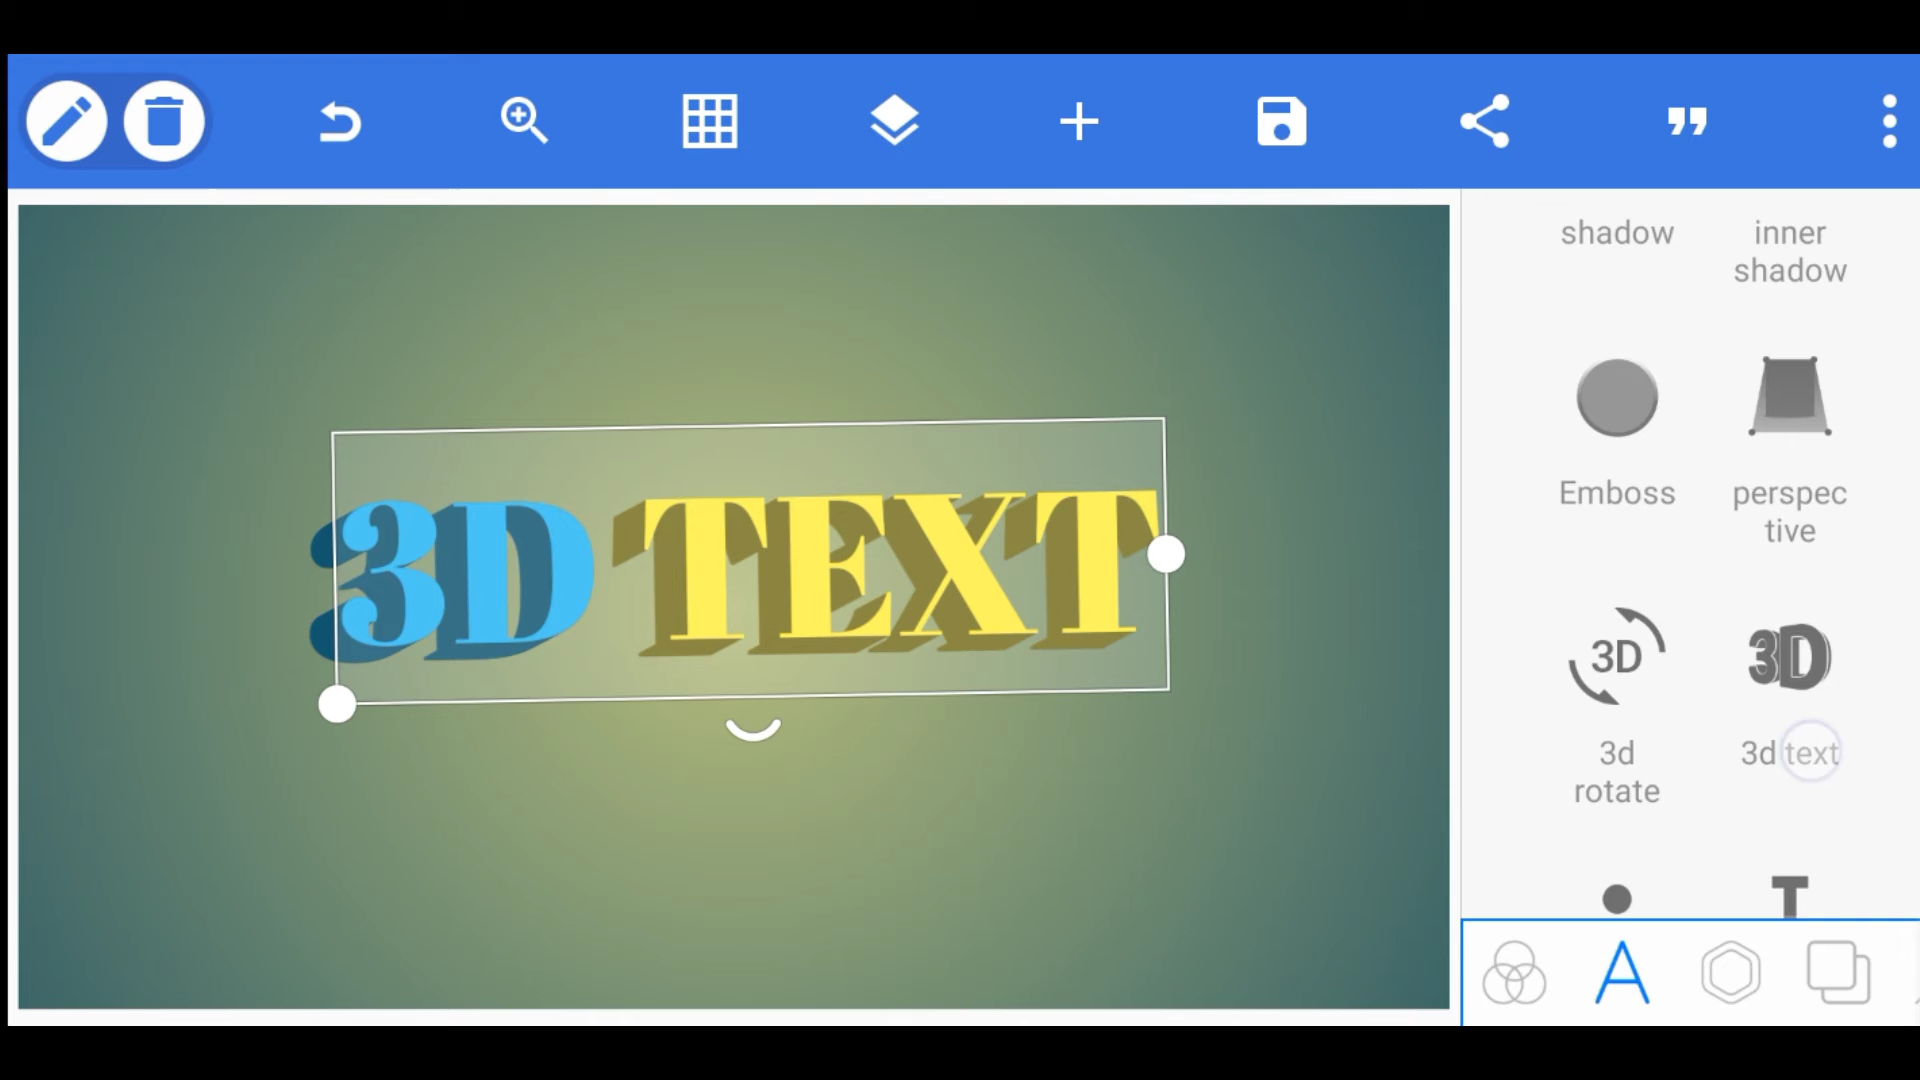 shadow
inner
shadow
3D TEXT
Emboss
perspec
tive
3D
3D
3d
rotate
3d text